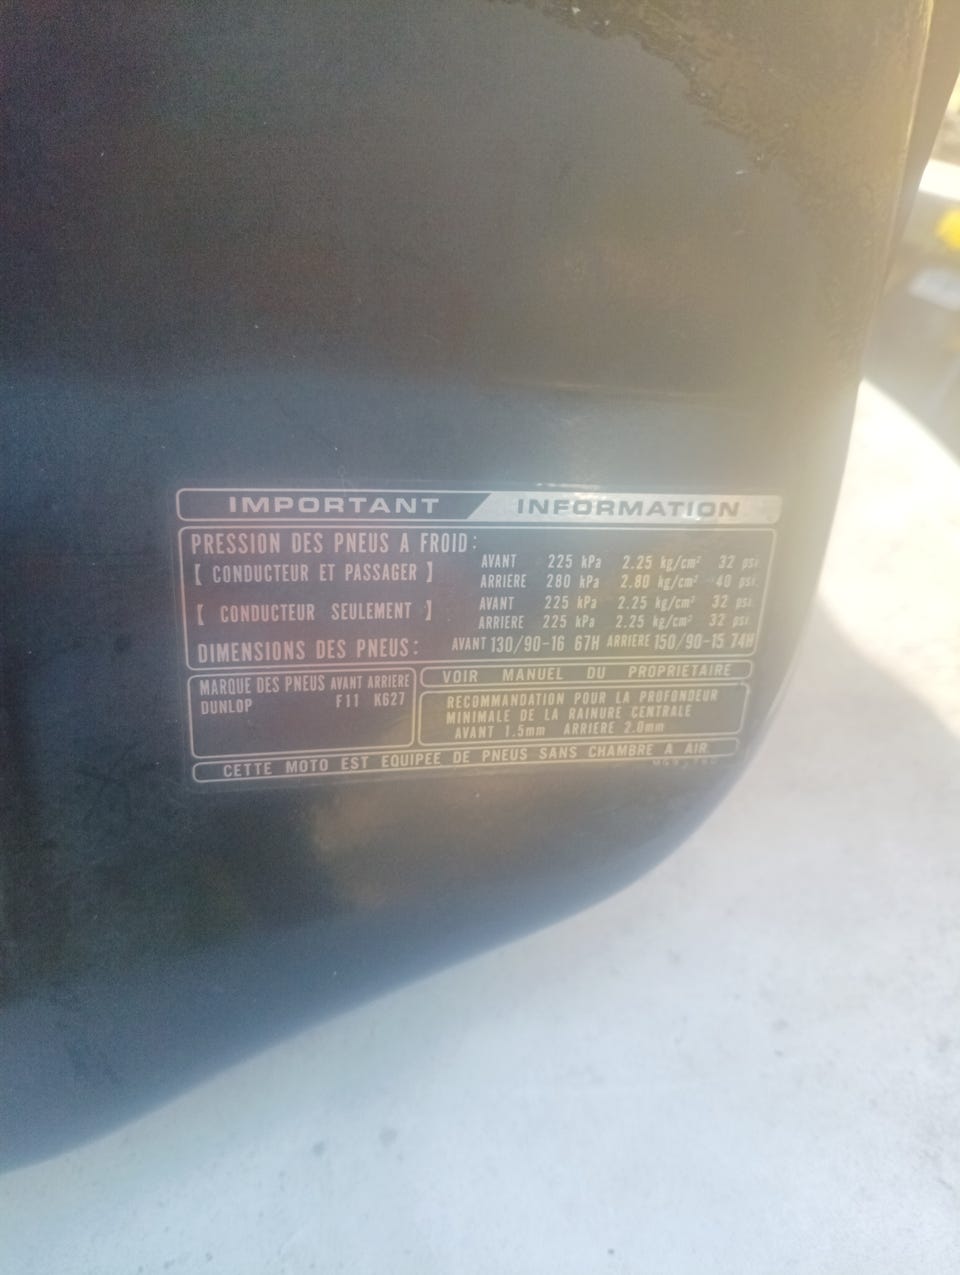 IMPORTANT INFORMATION
PRESSION DES PNEUS A FROID:
[ CONDUCTEUR ET PASSAGER ]
AVANT 225 kPa 2.25 kg/cm² 32 psi
ARRIERE 280 kPa 2.80 kg/cm² 40 psi
[ CONDUCTEUR SEULEMENT ]
AVANT 225 kPa 2.25 kg/cm² 32 psi
ARRIERE 225 kPa 2.25 kg/cm² 32 psi
DIMENSIONS DES PNEUS: AVANT 130/90-16 67H ARRIERE 150/90-15 74H
MARQUE DES PNEUS AVANT ARRIERE
DUNLOP F11 K627
VOIR MANUEL DU PROPRIETAIRE
RECOMMANDATION POUR LA PROFONDEUR
MINIMALE DE LA RAINURE CENTRALE
AVANT 1.5mm ARRIERE 2.0mm
CETTE MOTO EST EQUIPEE DE PNEUS SANS CHAMBRE A AIR